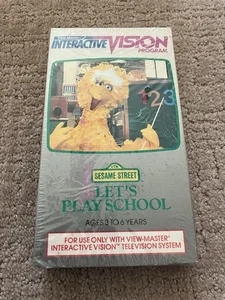 INTERACTIVE VISION
PROGRAM
123
SESAME STREET
LET'S
PLAY SCHOOL
AGES 3 TO 6 YEARS
FOR USE ONLY WITH VIEW-MASTER®
INTERACTIVE VISION™ TELEVISION SYSTEM